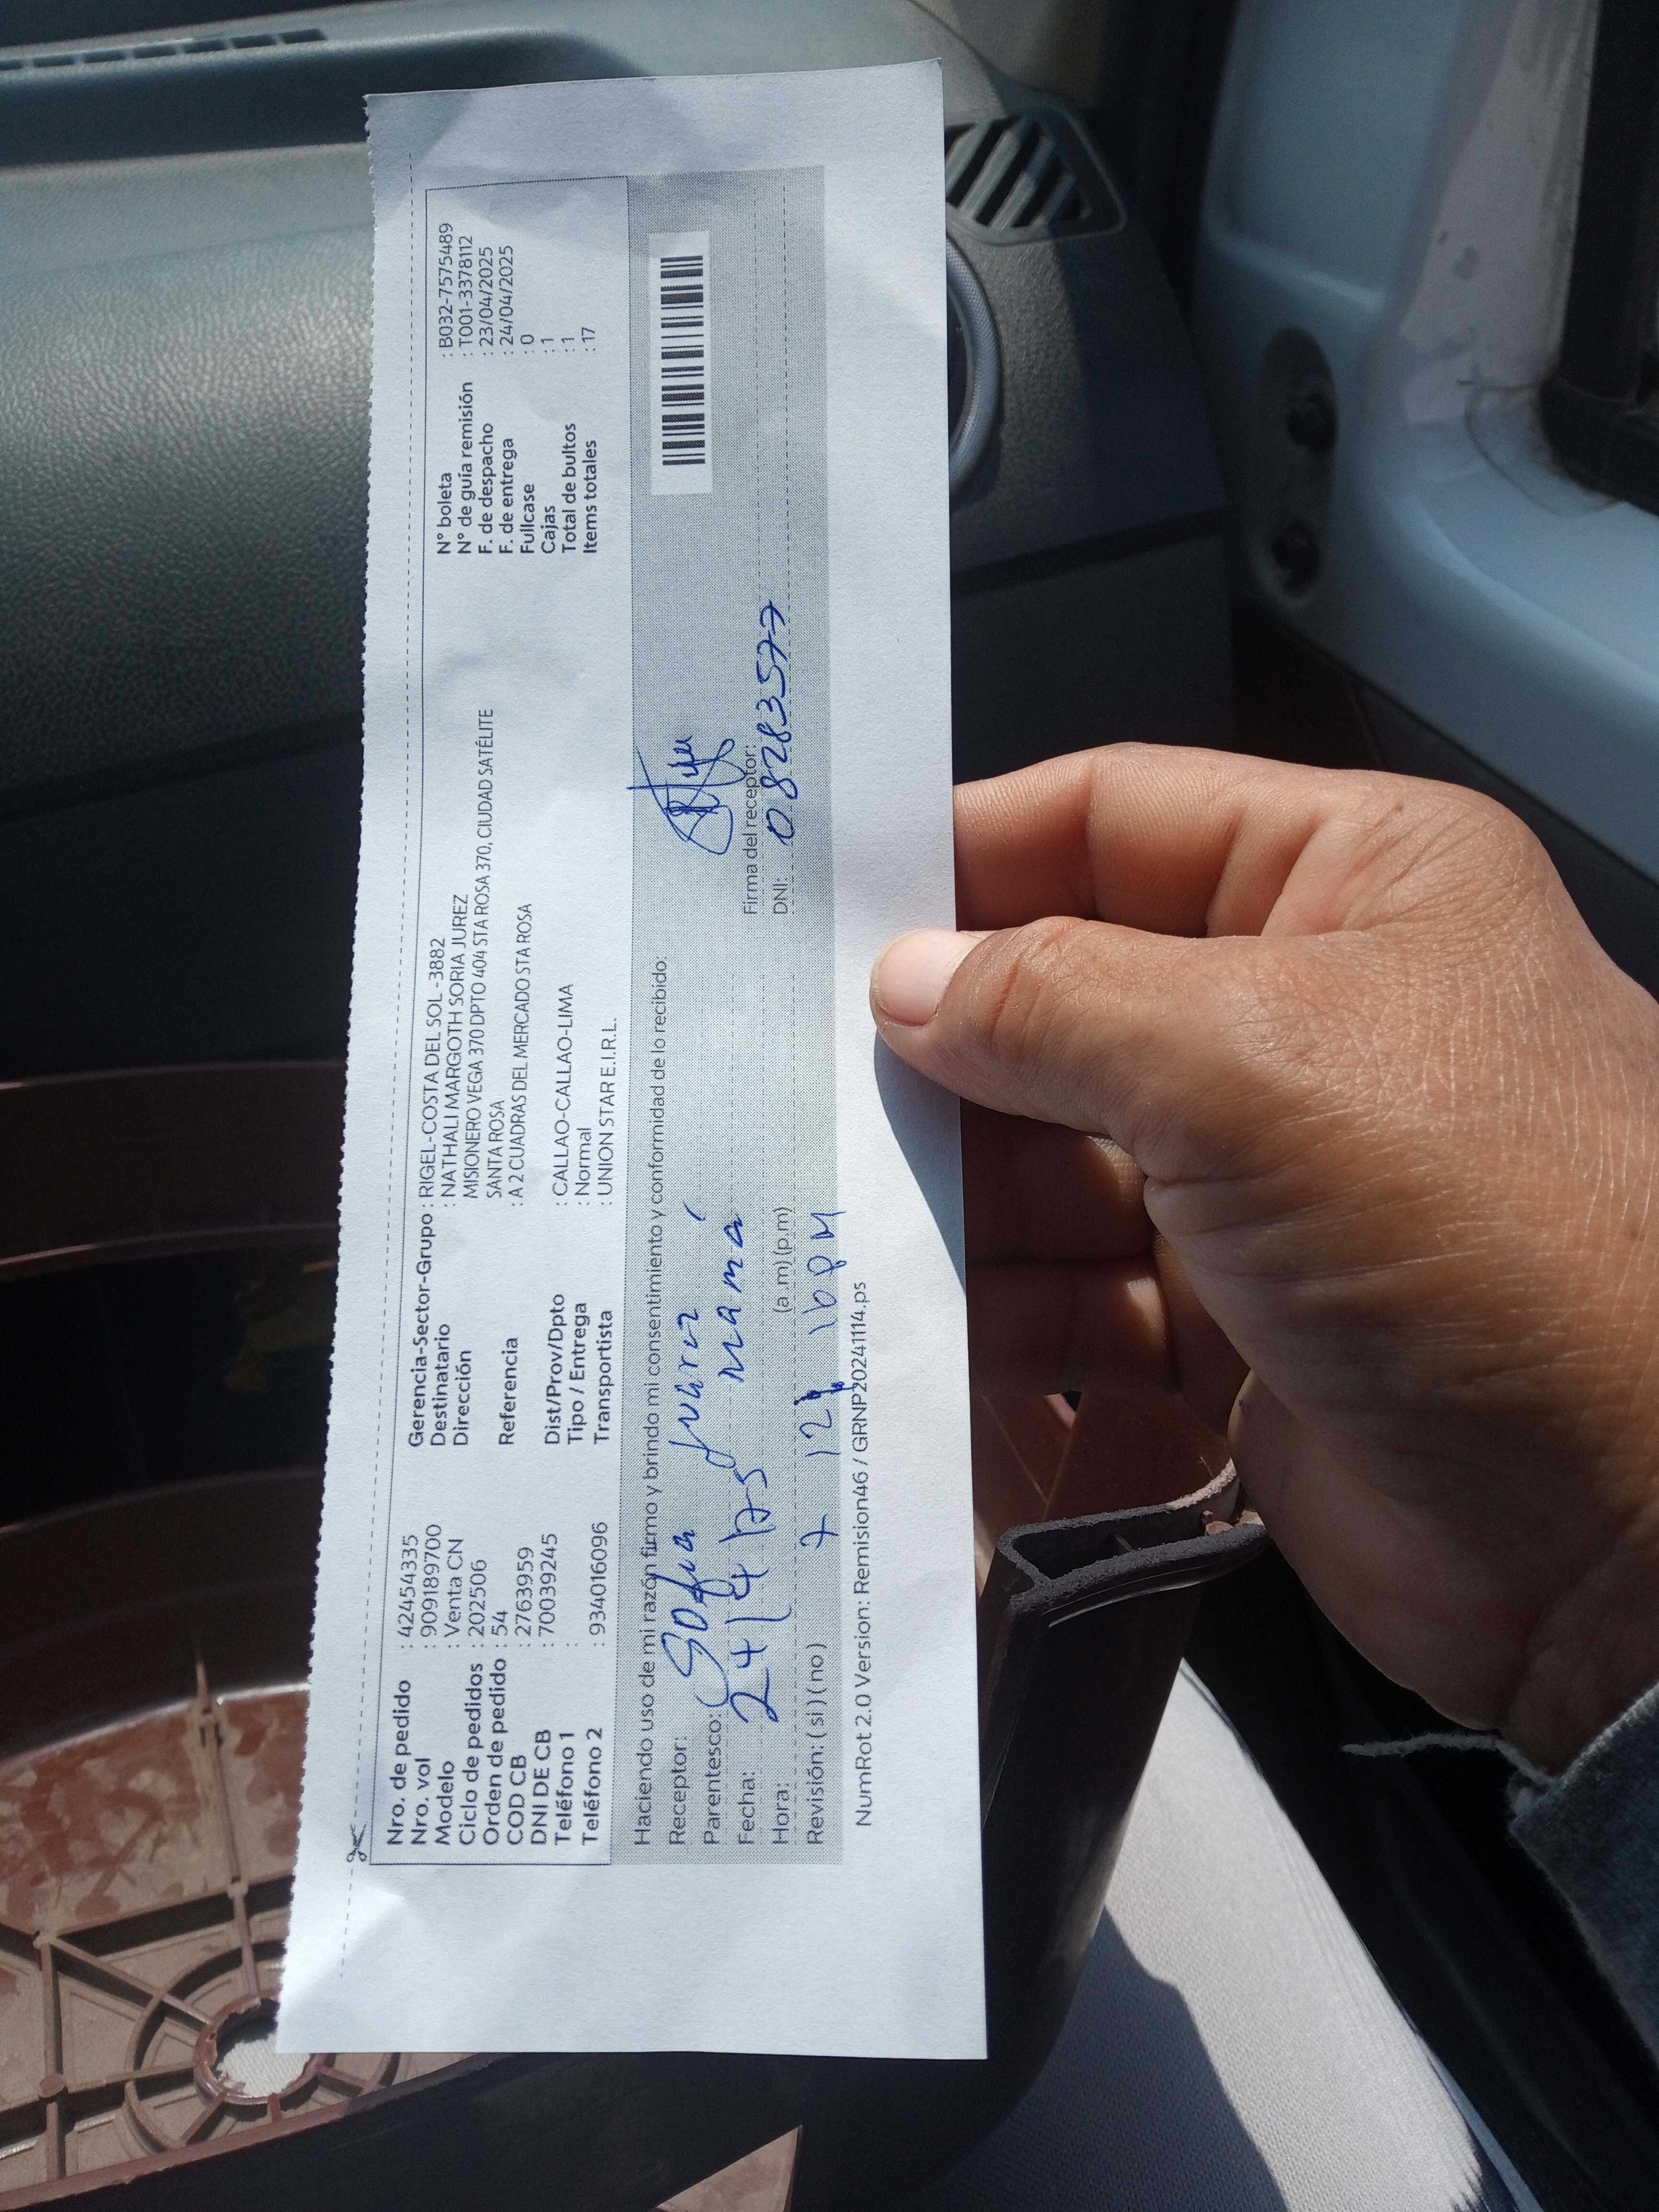 Nro. de pedido : 42454335
Nro. vol : 909189700
Modelo : Venta CN
Ciclo de pedidos : 202506
Orden de pedido : 54
COD CB : 2763959
DNI DE CB : 70039245
Teléfono 1 :
Teléfono 2 : 934016096
Gerencia-Sector-Grupo : RIGEL-COSTA DEL SOL -3882
Destinatario : NATHALI MARGOTH SORIA JUREZ
Dirección MISIONERO VEGA 370 DPTO 404 STA ROSA 370, CIUDAD SATÉLITE
SANTA ROSA
Referencia : A 2 CUADRAS DEL MERCADO STA ROSA
Dist/Prov/Dpto : CALLAO-CALLAO-LIMA
Tipo / Entrega : Normal
Transportista : UNION STAR E.I.R.L.
N° boleta : B032-7575489
N° de guía remisión : T001-3378112
F. de despacho : 23/04/2025
F. de entrega : 24/04/2025
Fullcase : 0
Cajas : 1
Total de bultos : 1
Items totales : 17
Haciendo uso de mi razón firmo y brindo mi consentimiento y conformidad de lo recibido:
Receptor: Sofia Juarez
Parentesco: mamá
Fecha: 24/4/25
Hora: (a.m) (p.m)
Revisión: ( si ) ( no )
Firma del receptor:
DNI: 08283577
NumRot 2.0 Version: Remision46 / GRNP20241114.ps